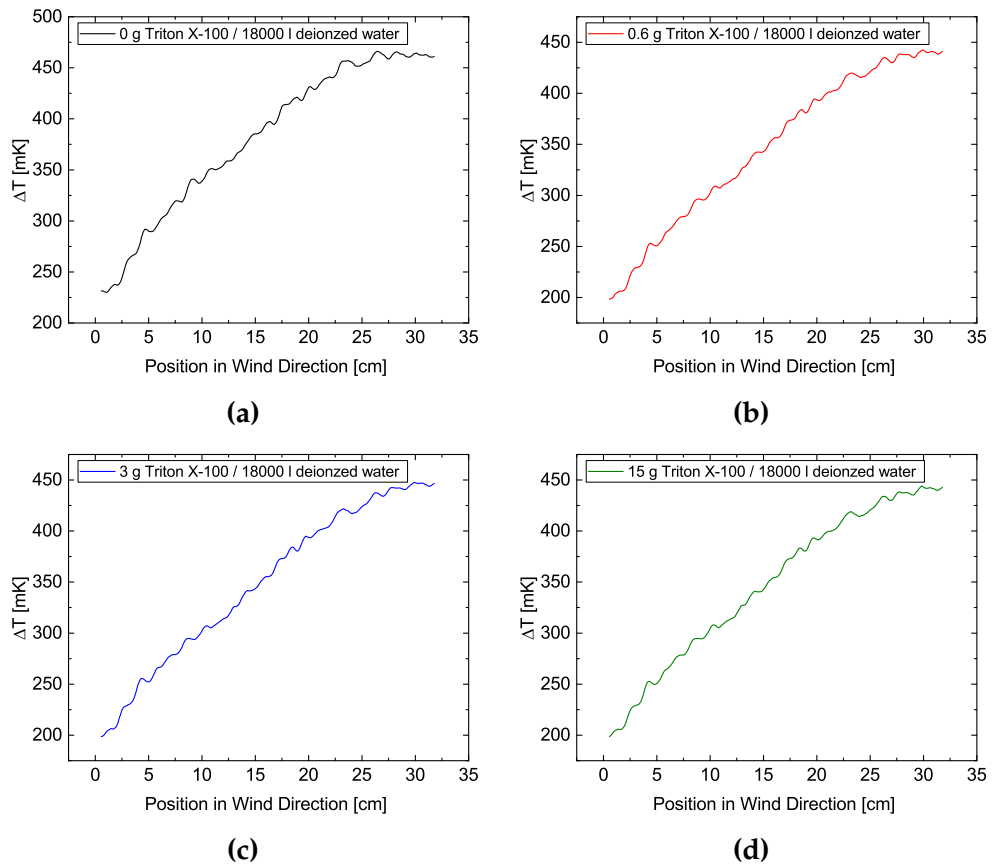 500
450
400
350
300
250
200
ΔT [mK]
0 g Triton X-100 / 18000 l deionzed water
0 5 10 15 20 25 30 35
Position in Wind Direction [cm]
(a)
450
400
350
300
250
200
ΔT [mK]
0.6 g Triton X-100 / 18000 l deionzed water
0 5 10 15 20 25 30 35
Position in Wind Direction [cm]
(b)
450
400
350
300
250
200
ΔT [mK]
3 g Triton X-100 / 18000 l deionzed water
0 5 10 15 20 25 30 35
Position in Wind Direction [cm]
(c)
450
400
350
300
250
200
ΔT [mK]
15 g Triton X-100 / 18000 l deionzed water
0 5 10 15 20 25 30 35
Position in Wind Direction [cm]
(d)